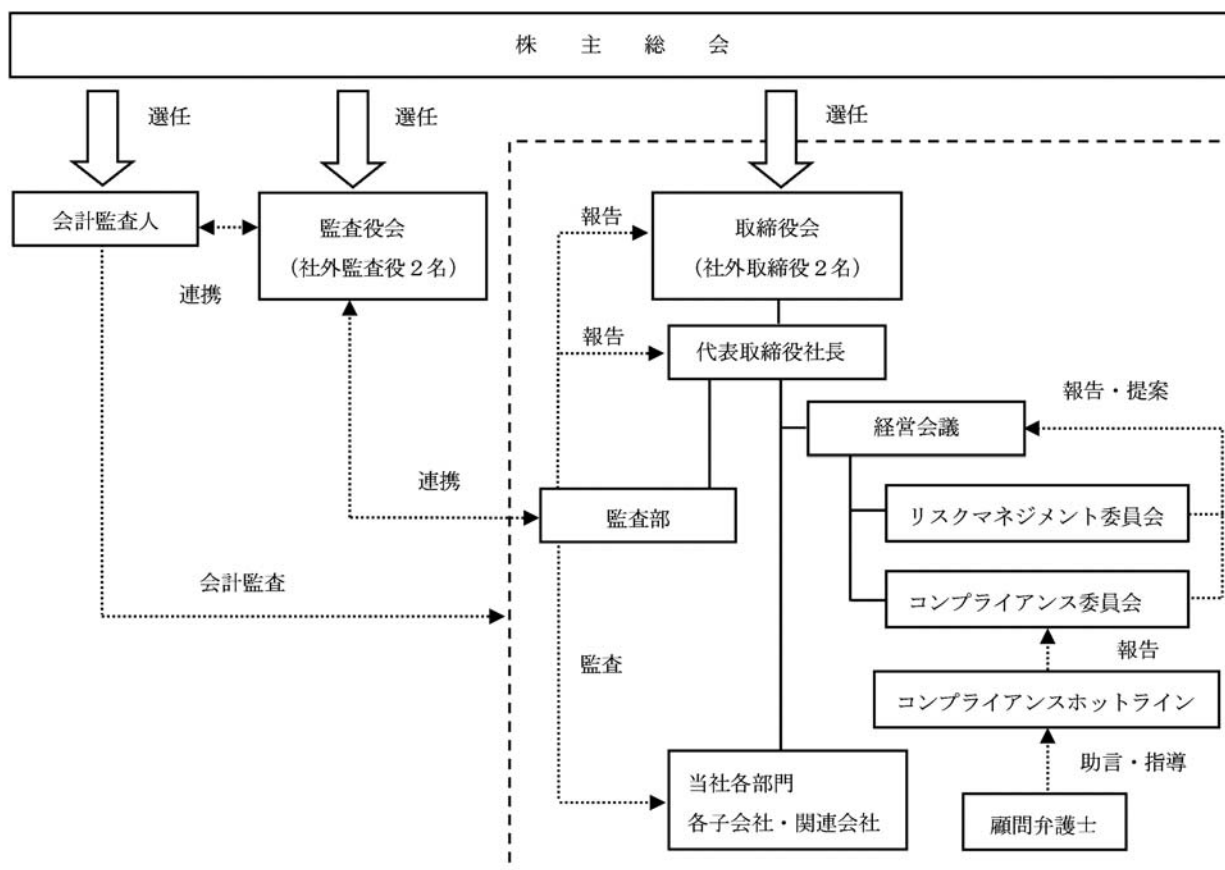 株主総会
選任
選任
選任
会計監査人
監査役会
（社外監査役２名）
連携
報告
取締役会
（社外取締役２名）
報告
代表取締役社長
報告・提案
経営会議
連携
監査部
リスクマネジメント委員会
会計監査
コンプライアンス委員会
報告
監査
コンプライアンスホットライン
助言・指導
当社各部門
各子会社・関連会社
顧問弁護士